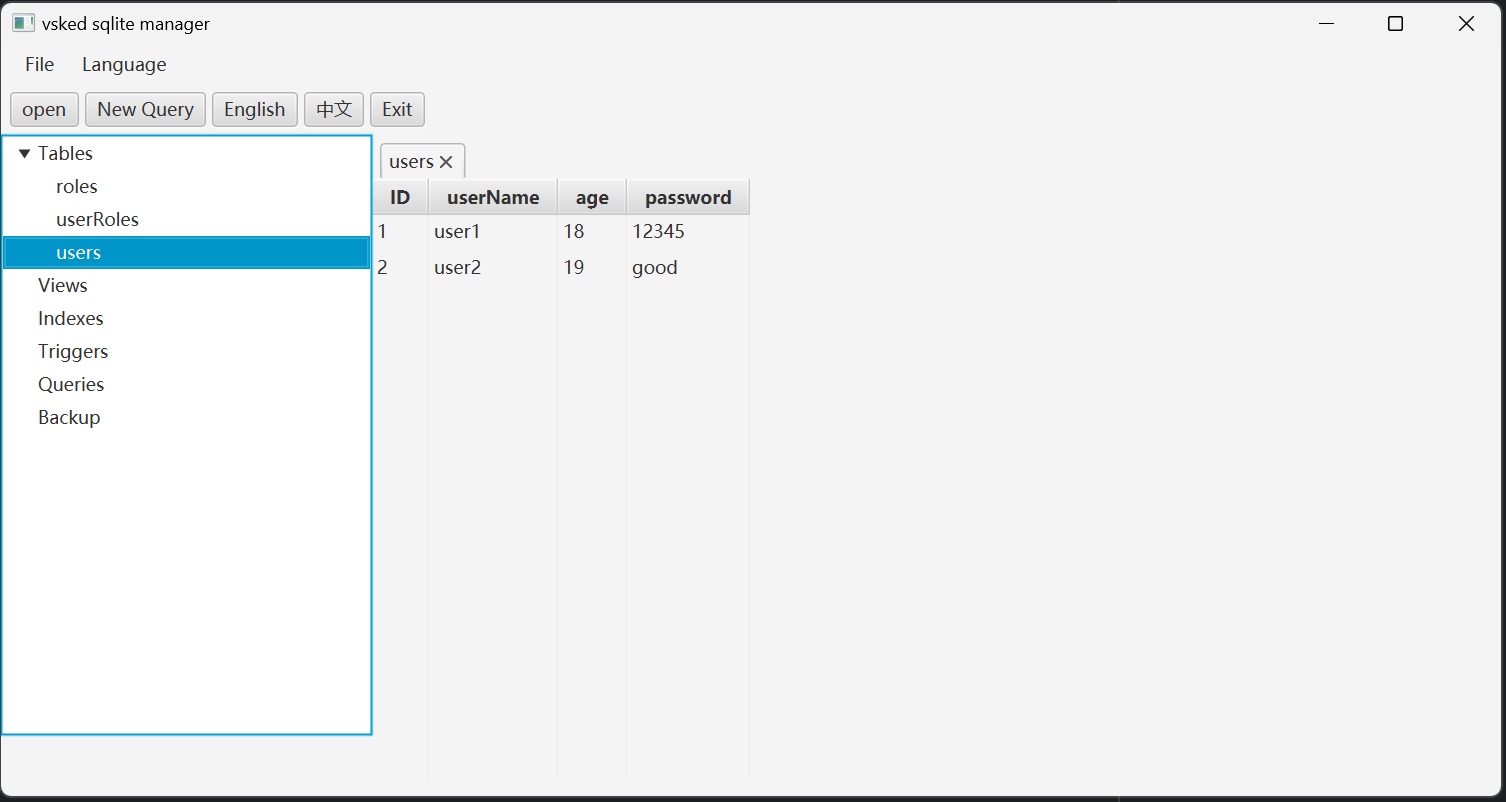 vsked sqlite manager
File Language
open New Query English 中文 Exit
Tables
roles
userRoles
users
Views
Indexes
Triggers
Queries
Backup
users
ID userName age password
1 user1 18 12345
2 user2 19 good